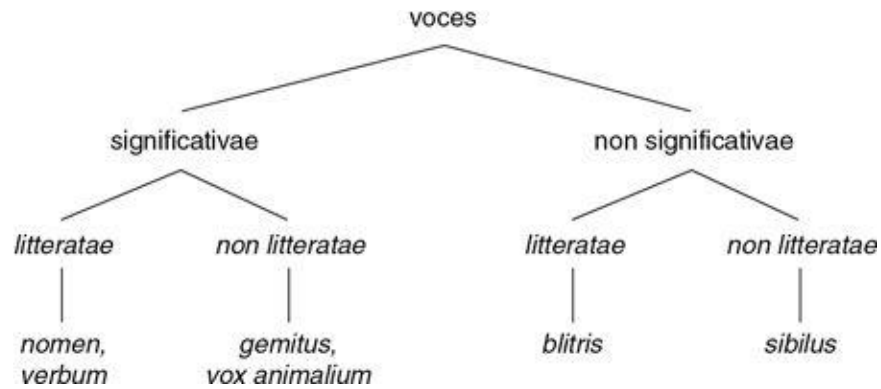 voces
significativae non significativae
litteratae non litteratae litteratae non litteratae
nomen, gemitus, blitris sibilus
verbum vox animalium